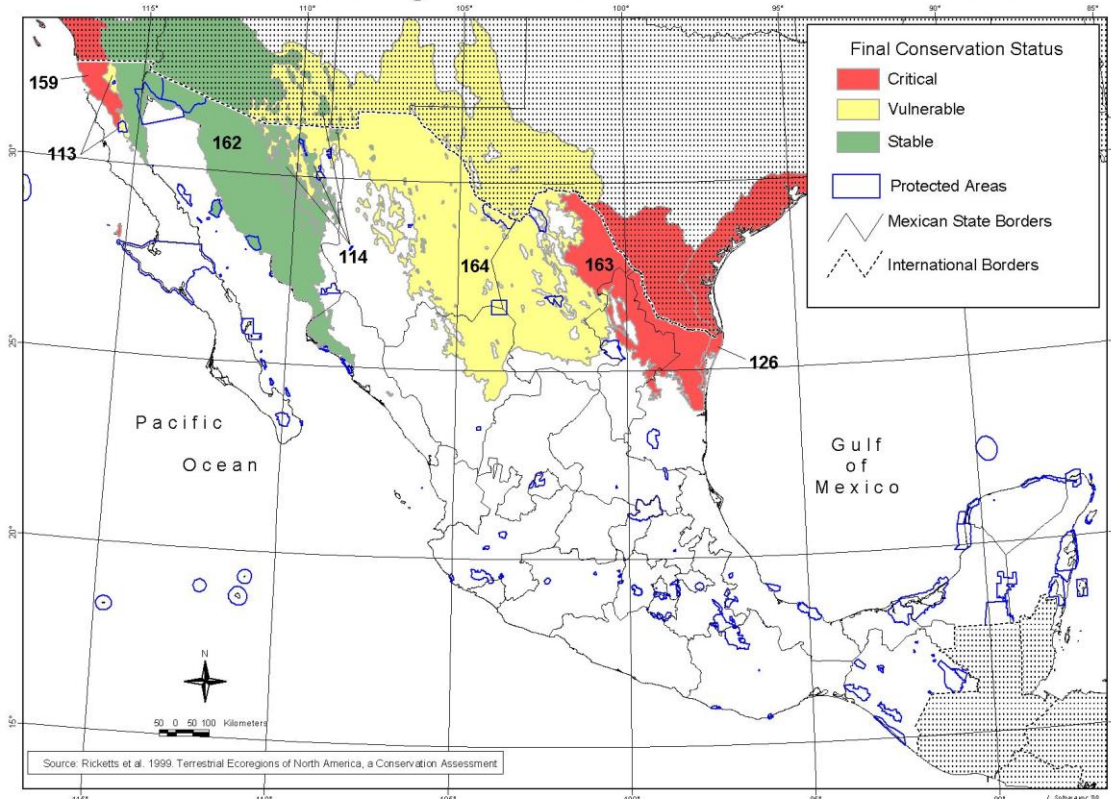 115°
110°
105°
100°
95°
90°
85°
Final Conservation Status
Critical
Vulnerable
Stable
Protected Areas
Mexican State Borders
International Borders
159
113
162
114
164
163
126
30°
25°
20°
15°
Pacific
Ocean
Gulf
of
Mexico
N
50 0 50 100 Kilometers
Source: Ricketts et al. 1999. Terrestrial Ecoregions of North America, a Conservation Assessment